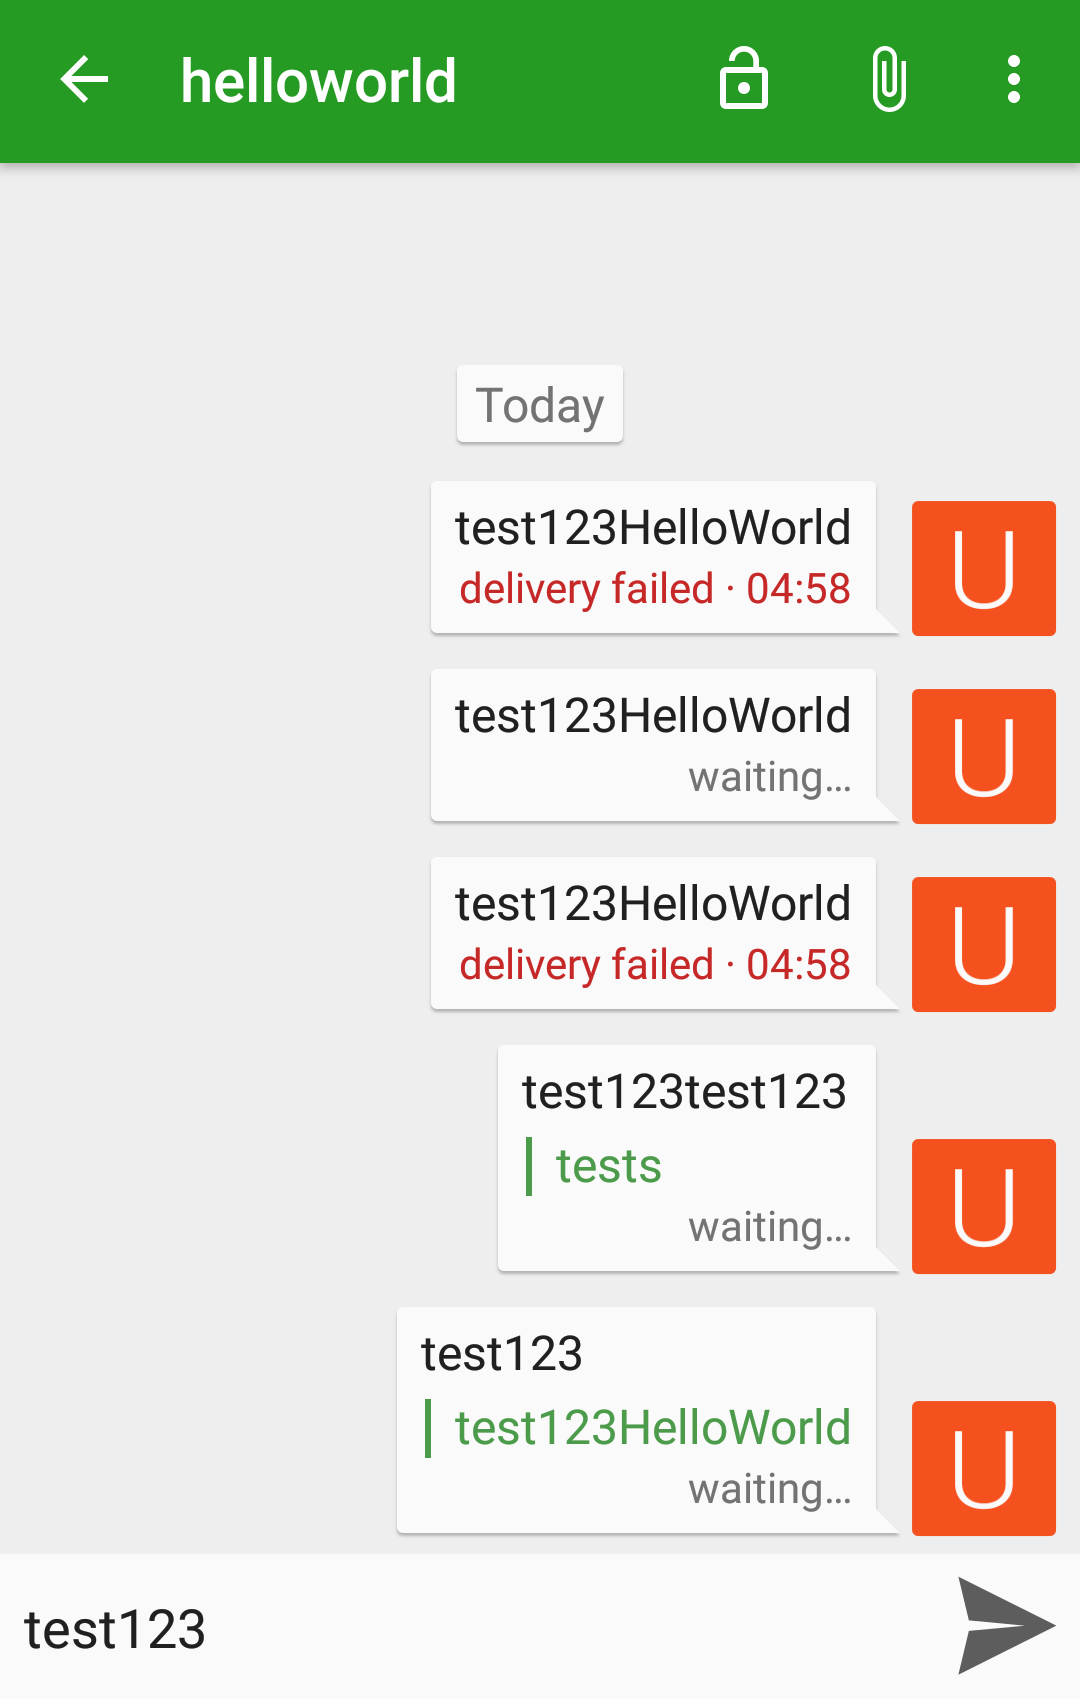 helloworld
Today
test123HelloWorld
delivery failed · 04:58
U
test123HelloWorld
waiting…
U
test123HelloWorld
delivery failed · 04:58
U
test123test123
tests
waiting…
U
test123
test123HelloWorld
waiting…
U
test123